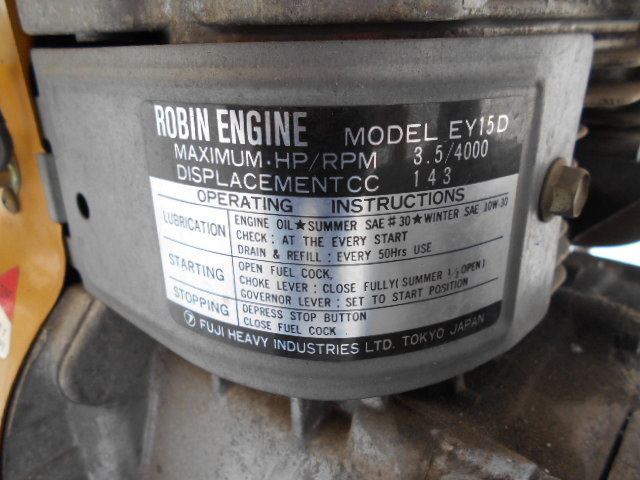 ROBIN ENGINE MODEL EY15D
MAXIMUM·HP/RPM 3.5/4000
DISPLACEMENTCC 143
OPERATING INSTRUCTIONS
LUBRICATION
ENGINE OIL★SUMMER SAE #30★WINTER SAE 10W-30
CHECK: AT THE EVERY START
DRAIN & REFILL: EVERY 50Hrs USE
STARTING
OPEN FUEL COCK,
CHOKE LEVER: CLOSE FULLY(SUMMER ½OPEN)
GOVERNOR LEVER: SET TO START POSITION
STOPPING
DEPRESS STOP BUTTON
CLOSE FUEL COCK
FUJI HEAVY INDUSTRIES LTD. TOKYO JAPAN